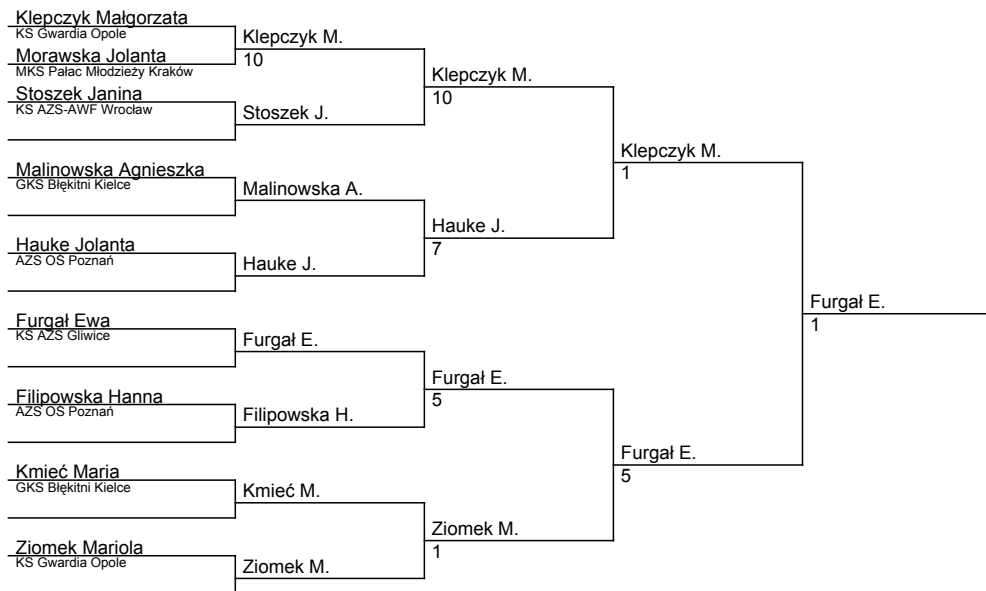 Klepczyk Małgorzata
KS Gwardia Opole
Morawska Jolanta
MKS Pałac Młodzieży Kraków
Stoszek Janina
KS AZS-AWF Wrocław
Malinowska Agnieszka
GKS Błękitni Kielce
Hauke Jolanta
AZS OŚ Poznań
Furgał Ewa
KS AZS Gliwice
Filipowska Hanna
AZS OŚ Poznań
Kmieć Maria
GKS Błękitni Kielce
Ziomek Mariola
KS Gwardia Opole
Klepczyk M.
10
Stoszek J.
Malinowska A.
Hauke J.
Furgał E.
Filipowska H.
Kmieć M.
Ziomek M.
Klepczyk M.
10
Hauke J.
7
Furgał E.
5
Ziomek M.
1
Klepczyk M.
1
Furgał E.
5
Furgał E.
1